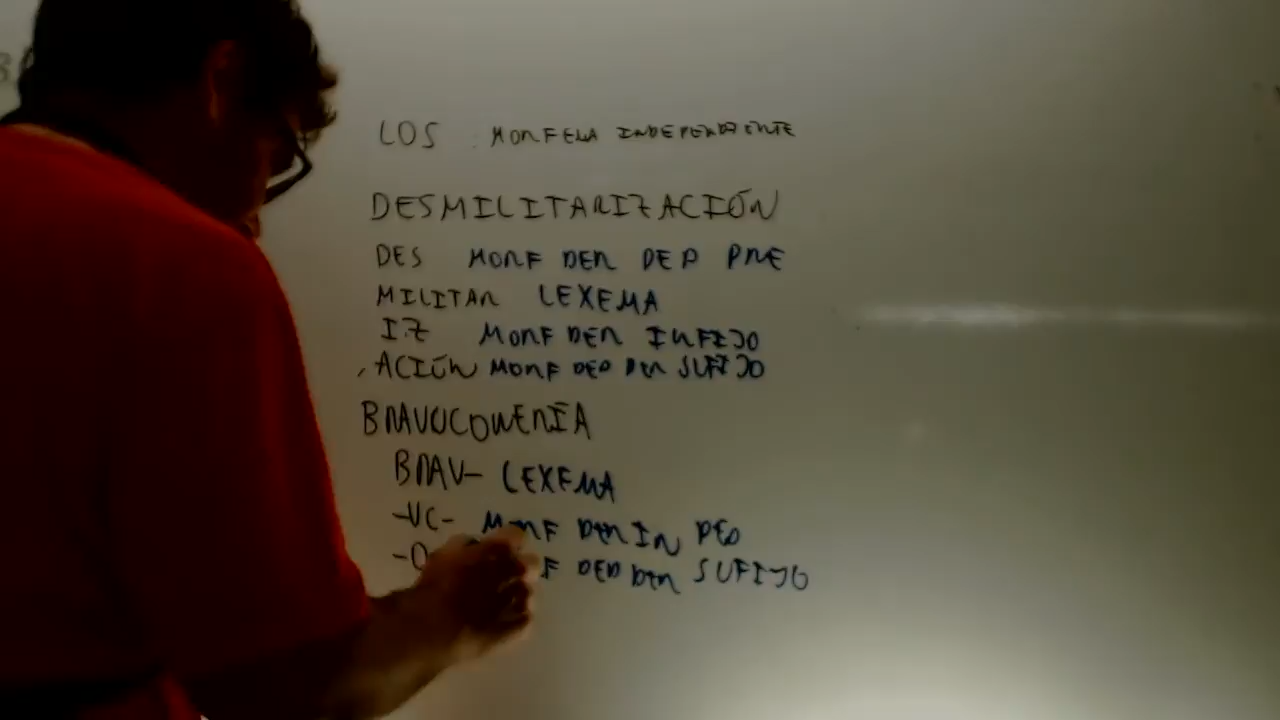 LOS : MORFEMA INDEPENDIENTE
DESMILITARIZACIÓN
DES MORF DER DEP PRE
MILITAR LEXEMA
IZ MORF DER INFIJO
ACIÓN MORF DEP DER SUFIJO
BRAVUCONERÍA
BRAV- LEXEMA
-UC- MORF DER IN DEP
DEP DER SUFIJO